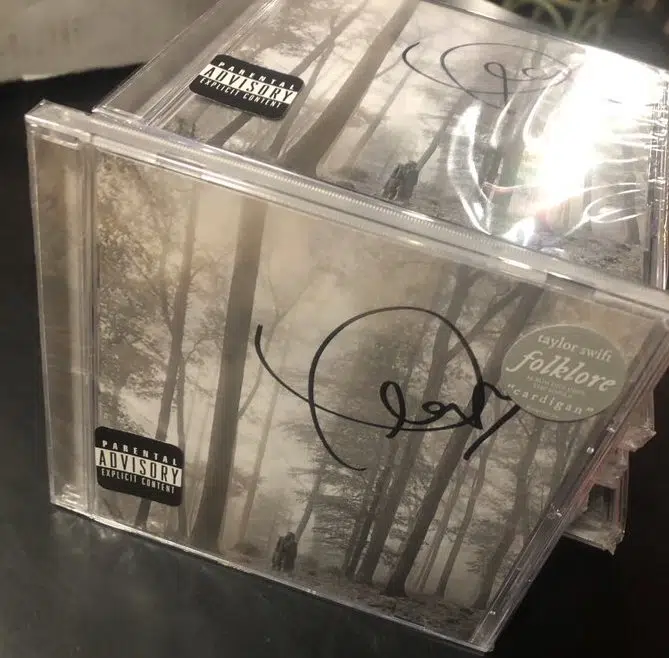 PARENTAL
ADVISORY
EXPLICIT CONTENT
PARENTAL
ADVISORY
EXPLICIT CONTENT
taylor swift
folklore
"cardigan"